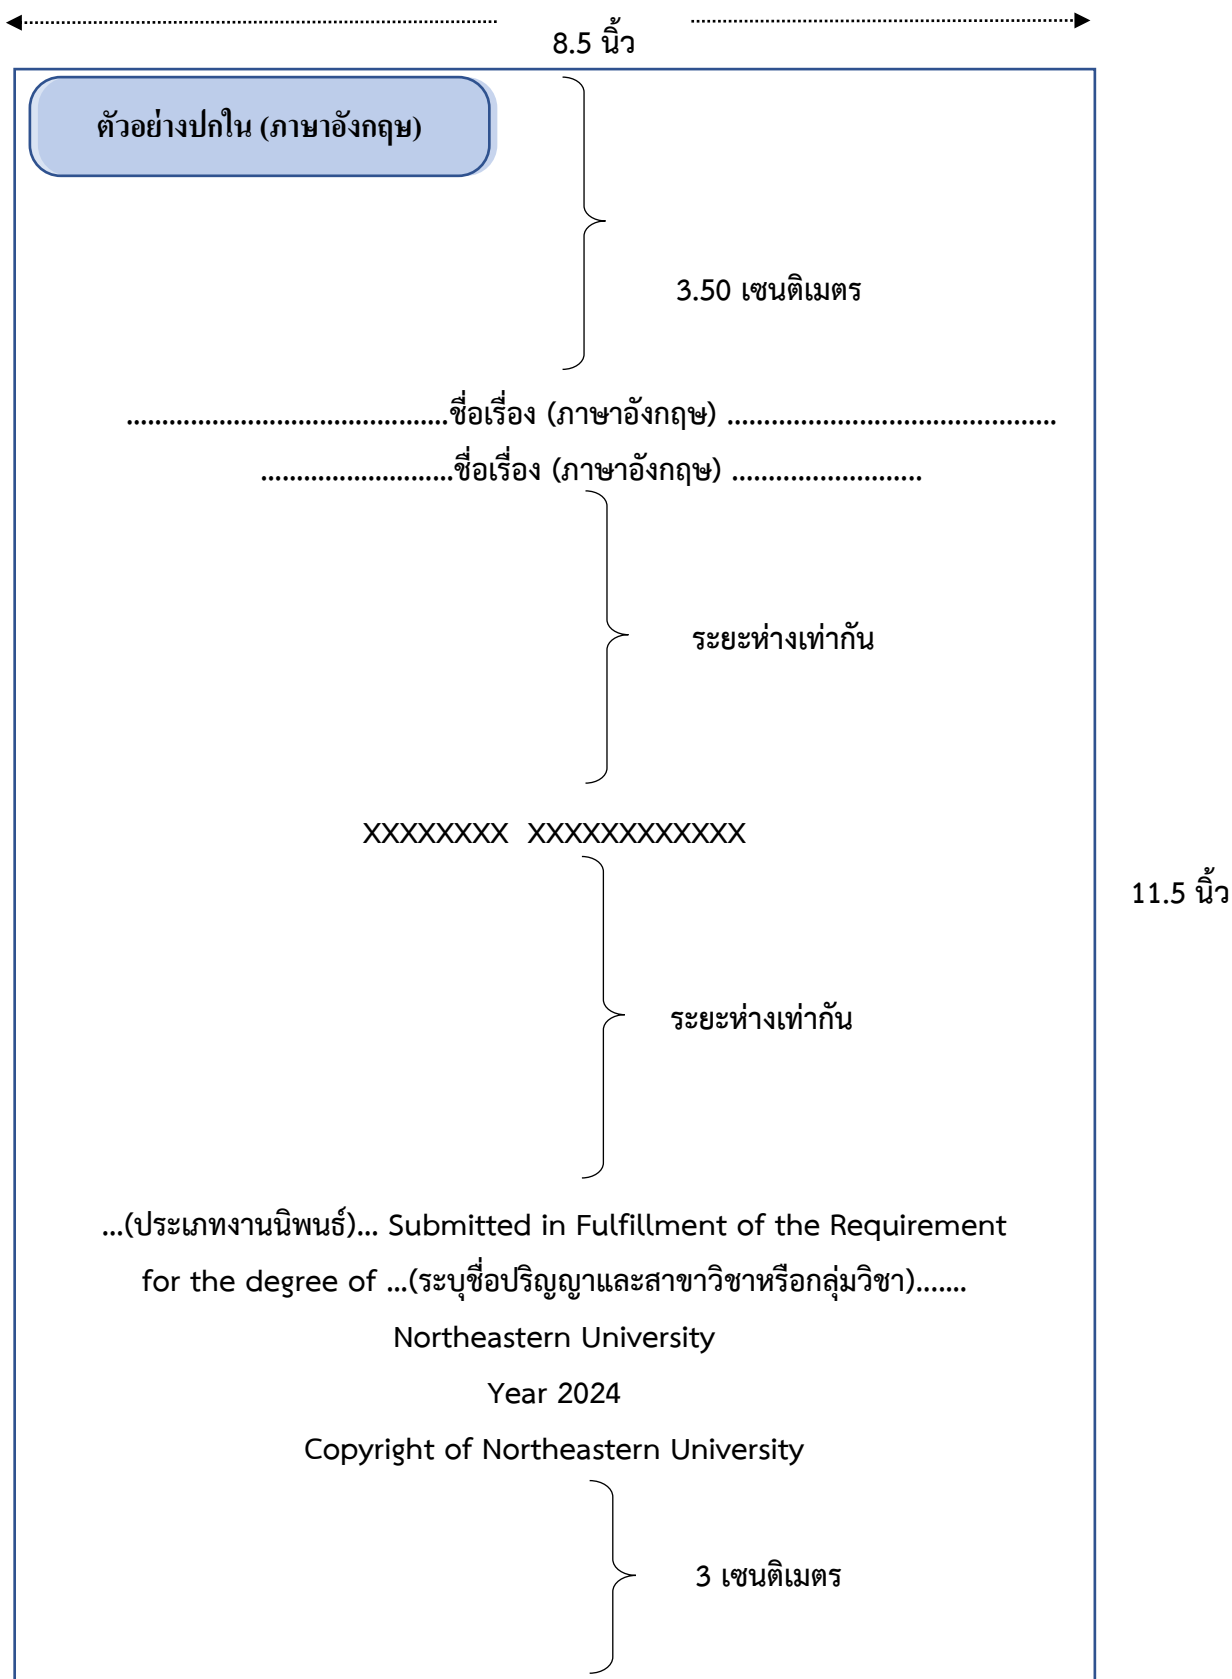 8.5 นิ้ว
ตัวอย่างปกใน (ภาษาอังกฤษ)
3.50 เซนติเมตร
.............................................ชื่อเรื่อง (ภาษาอังกฤษ) .............................................
..........................ชื่อเรื่อง (ภาษาอังกฤษ) ..........................
ระยะห่างเท่ากัน
XXXXXXXX XXXXXXXXXXXX
11.5 นิ้ว
ระยะห่างเท่ากัน
...(ประเภทงานนิพนธ์)... Submitted in Fulfillment of the Requirement
for the degree of ...(ระบุชื่อปริญญาและสาขาวิชาหรือกลุ่มวิชา).......
Northeastern University
Year 2024
Copyright of Northeastern University
3 เซนติเมตร